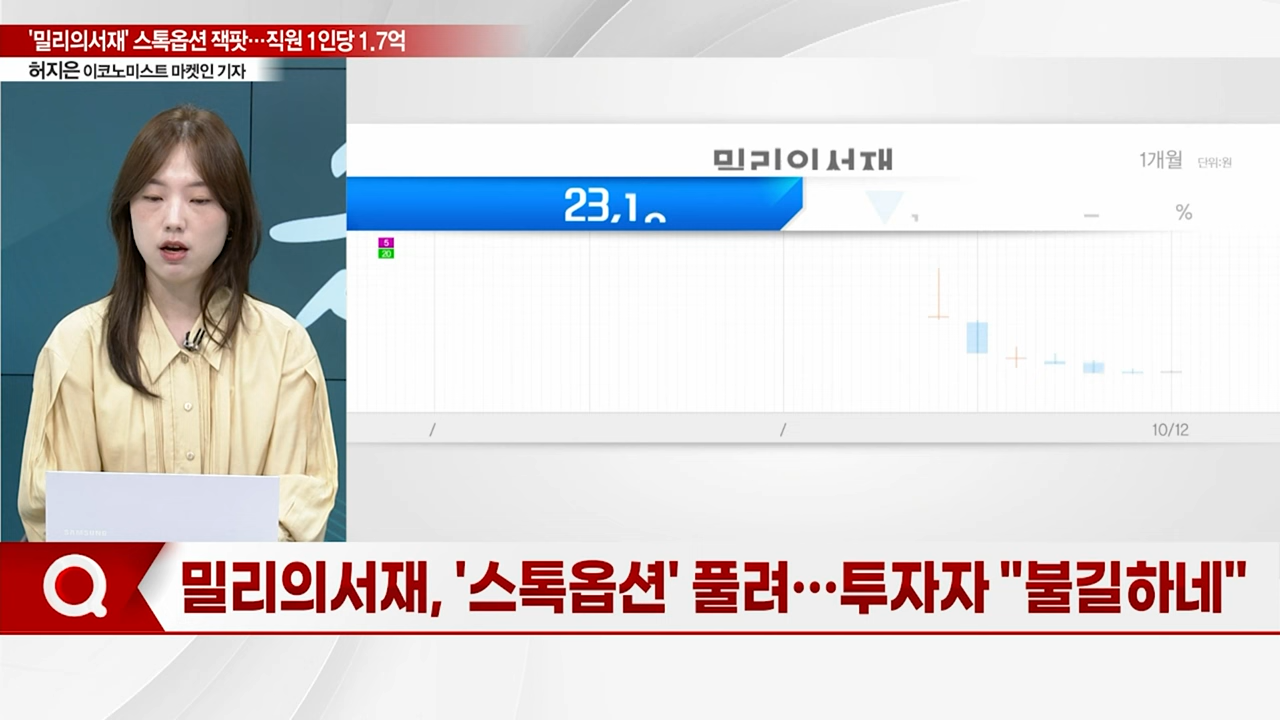 '밀리의서재' 스톡옵션 잭팟…직원 1인당 1.7억
허지은 이코노미스트 마켓인 기자
밀리의서재
1개월 단위:원
23,1
%
5
20
/ / 10/12
밀리의서재, '스톡옵션' 풀려…투자자 "불길하네"